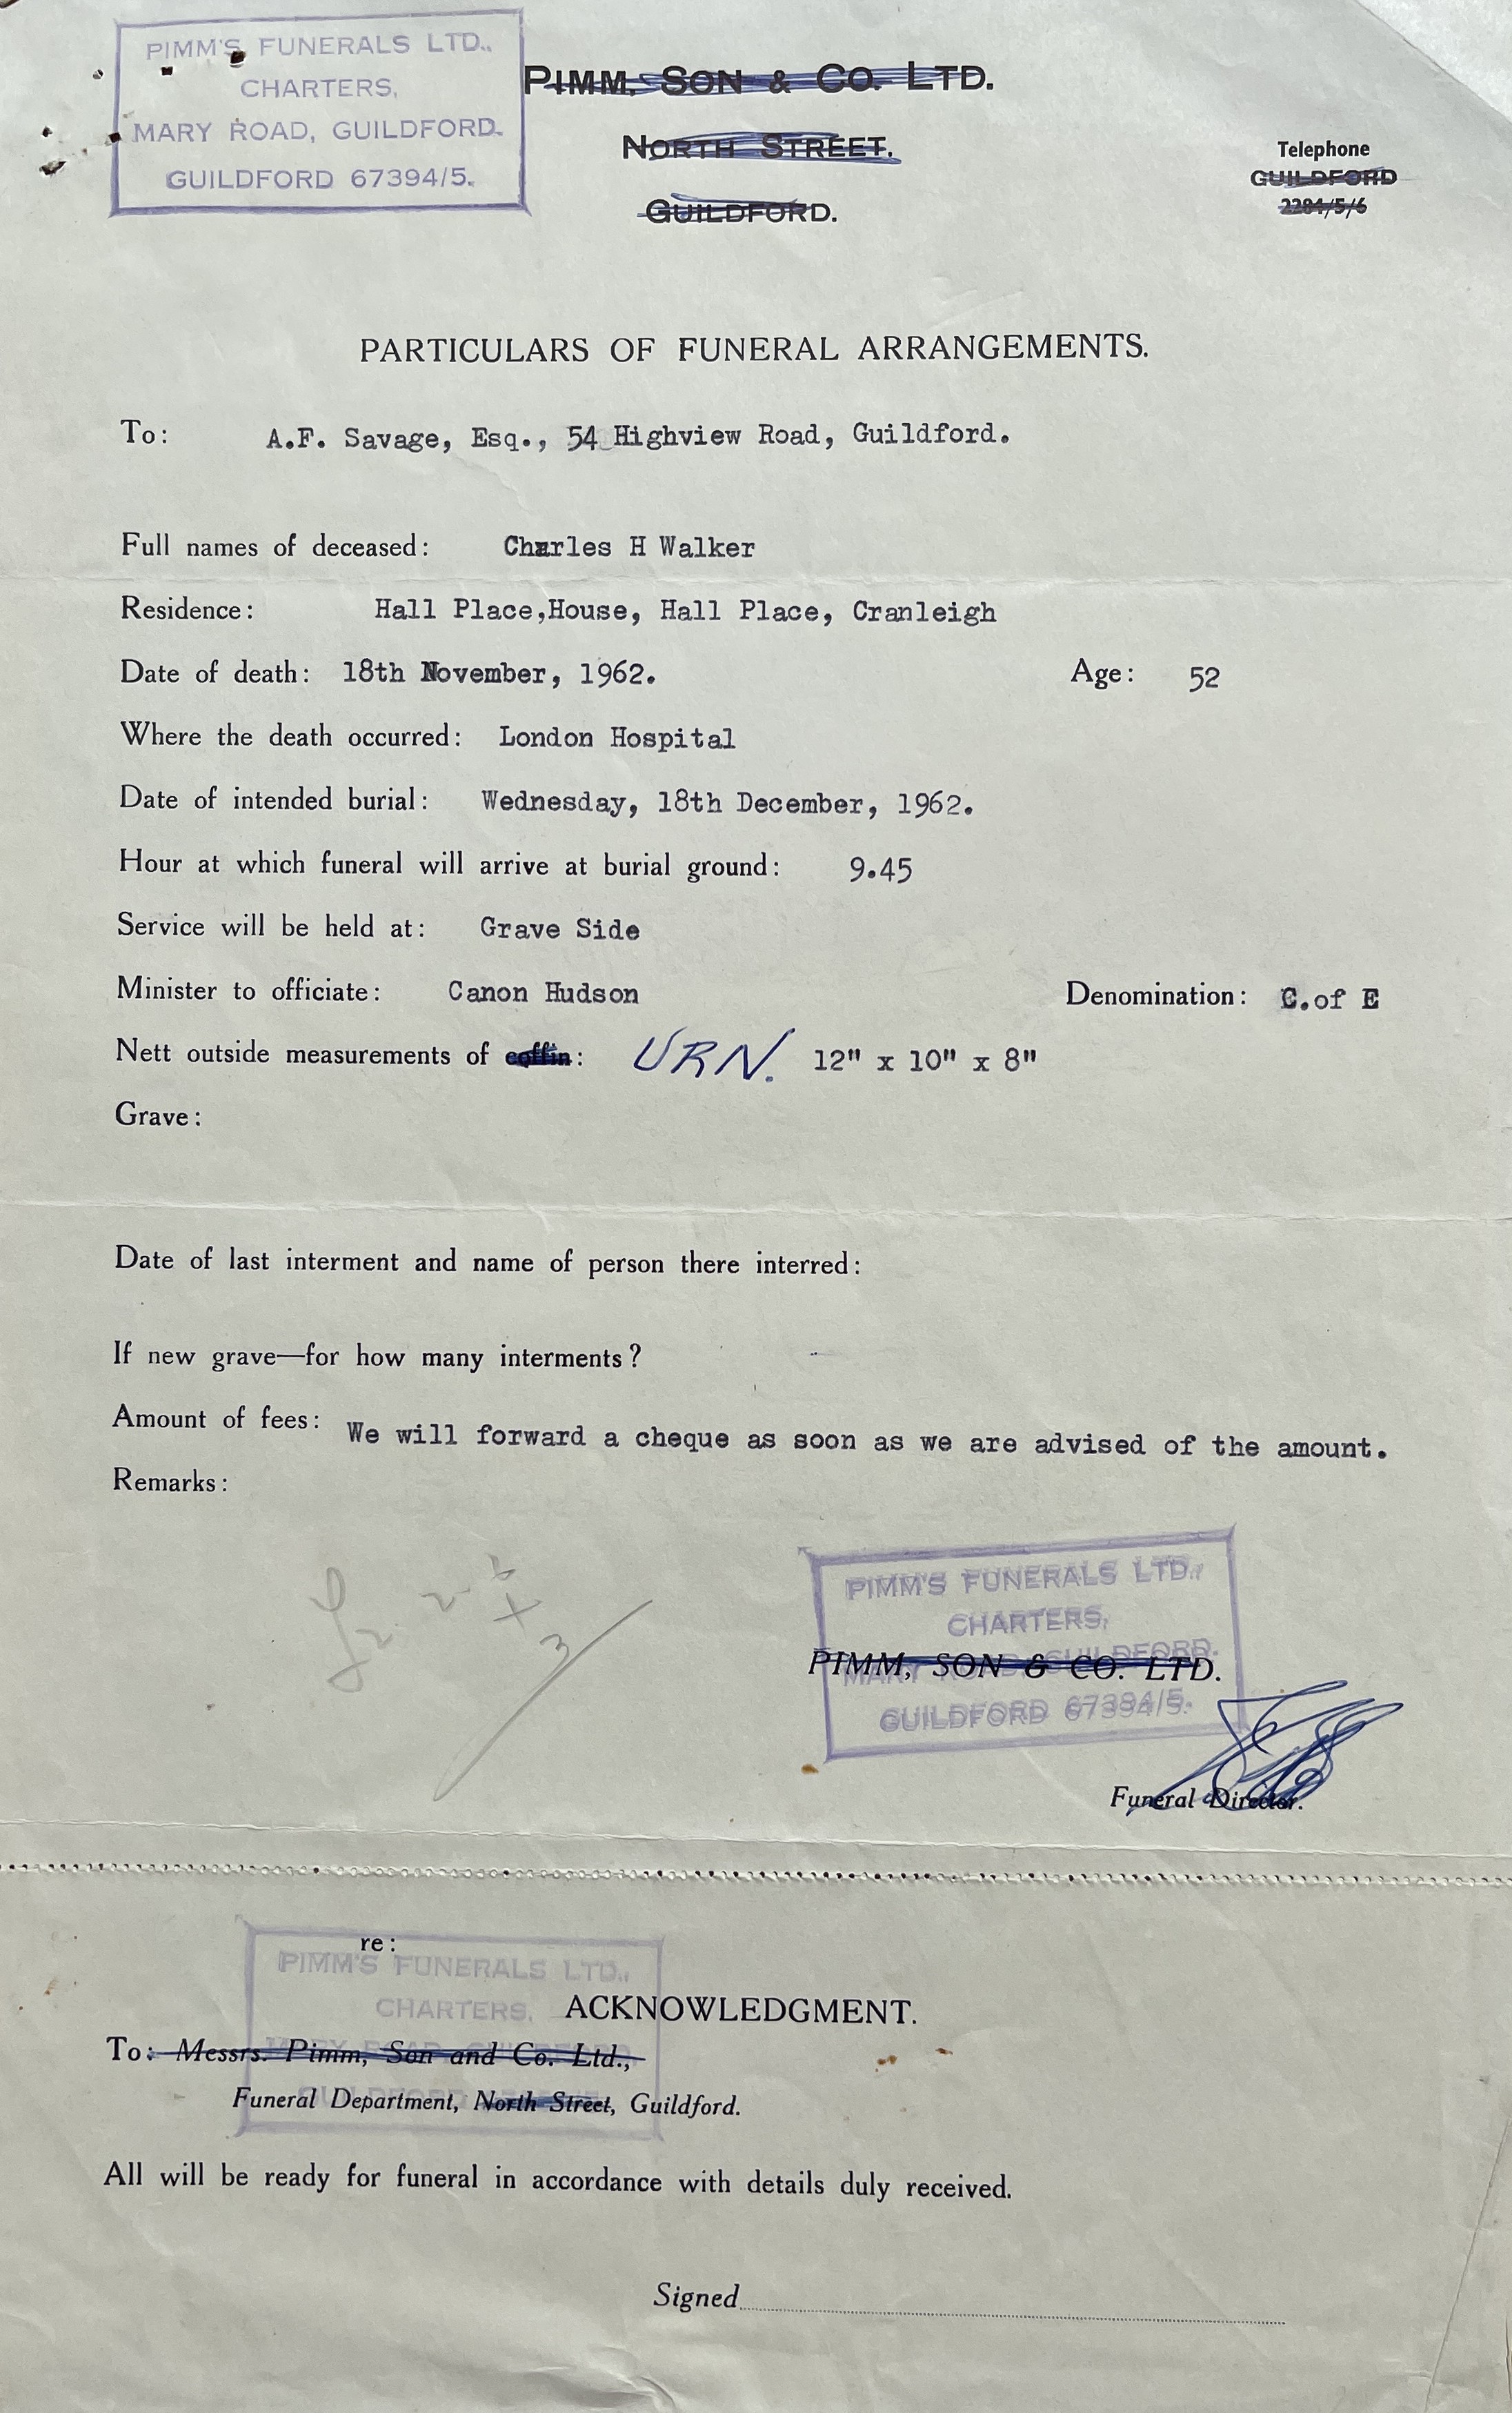 PIMM'S FUNERALS LTD.,
CHARTERS,
MARY ROAD, GUILDFORD.
GUILDFORD 67394/5.
PIMM, SON & CO. LTD.
NORTH STREET.
GUILDFORD.
Telephone
GUILDFORD
2284/5/6
PARTICULARS OF FUNERAL ARRANGEMENTS.
To: A.F. Savage, Esq., 54 Highview Road, Guildford.
Full names of deceased: Charles H Walker
Residence: Hall Place,House, Hall Place, Cranleigh
Date of death: 18th November, 1962. Age: 52
Where the death occurred: London Hospital
Date of intended burial: Wednesday, 18th December, 1962.
Hour at which funeral will arrive at burial ground: 9.45
Service will be held at: Grave Side
Minister to officiate: Canon Hudson Denomination: C.of E
Nett outside measurements of coffin: URN. 12" x 10" x 8"
Grave:
Date of last interment and name of person there interred:
If new grave—for how many interments?
Amount of fees: We will forward a cheque as soon as we are advised of the amount.
Remarks:
PIMM'S FUNERALS LTD.,
CHARTERS,
MARY ROAD, GUILDFORD.
PIMM, SON & CO. LTD.
GUILDFORD 67394/5.
Funeral Director.
re:
PIMM'S FUNERALS LTD.,
CHARTERS,
ACKNOWLEDGMENT.
To: Messrs. Pimm, Son and Co. Ltd.,
Funeral Department, North Street, Guildford.
All will be ready for funeral in accordance with details duly received.
Signed